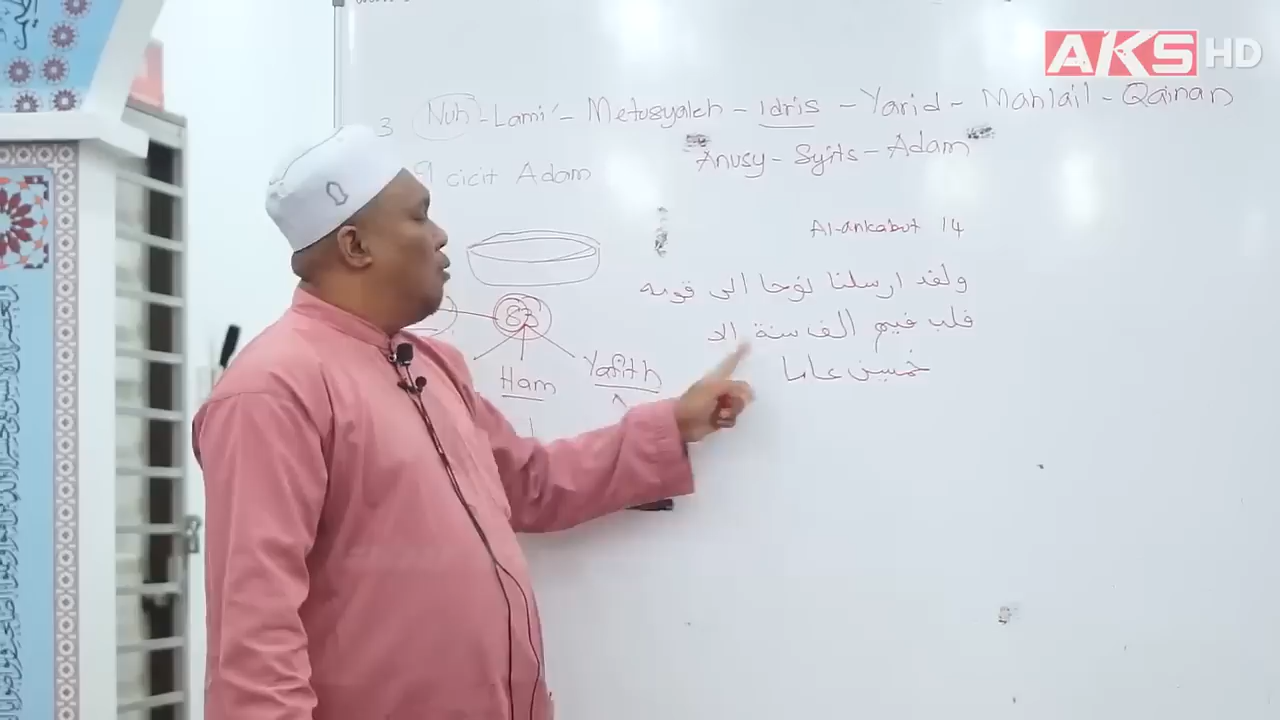 AKS HD
3 Nuh - Lami' - Metusyaleh - Idris - Yarid - Mahlail - Qainan
Anusy - Syits - Adam
9 cicit Adam
Al-ankabut 14
ولقد ارسلنا نوحا الى قومه
فلبث فيهم الف سنة الا
خمسين عاما
83
Ham
Yafith